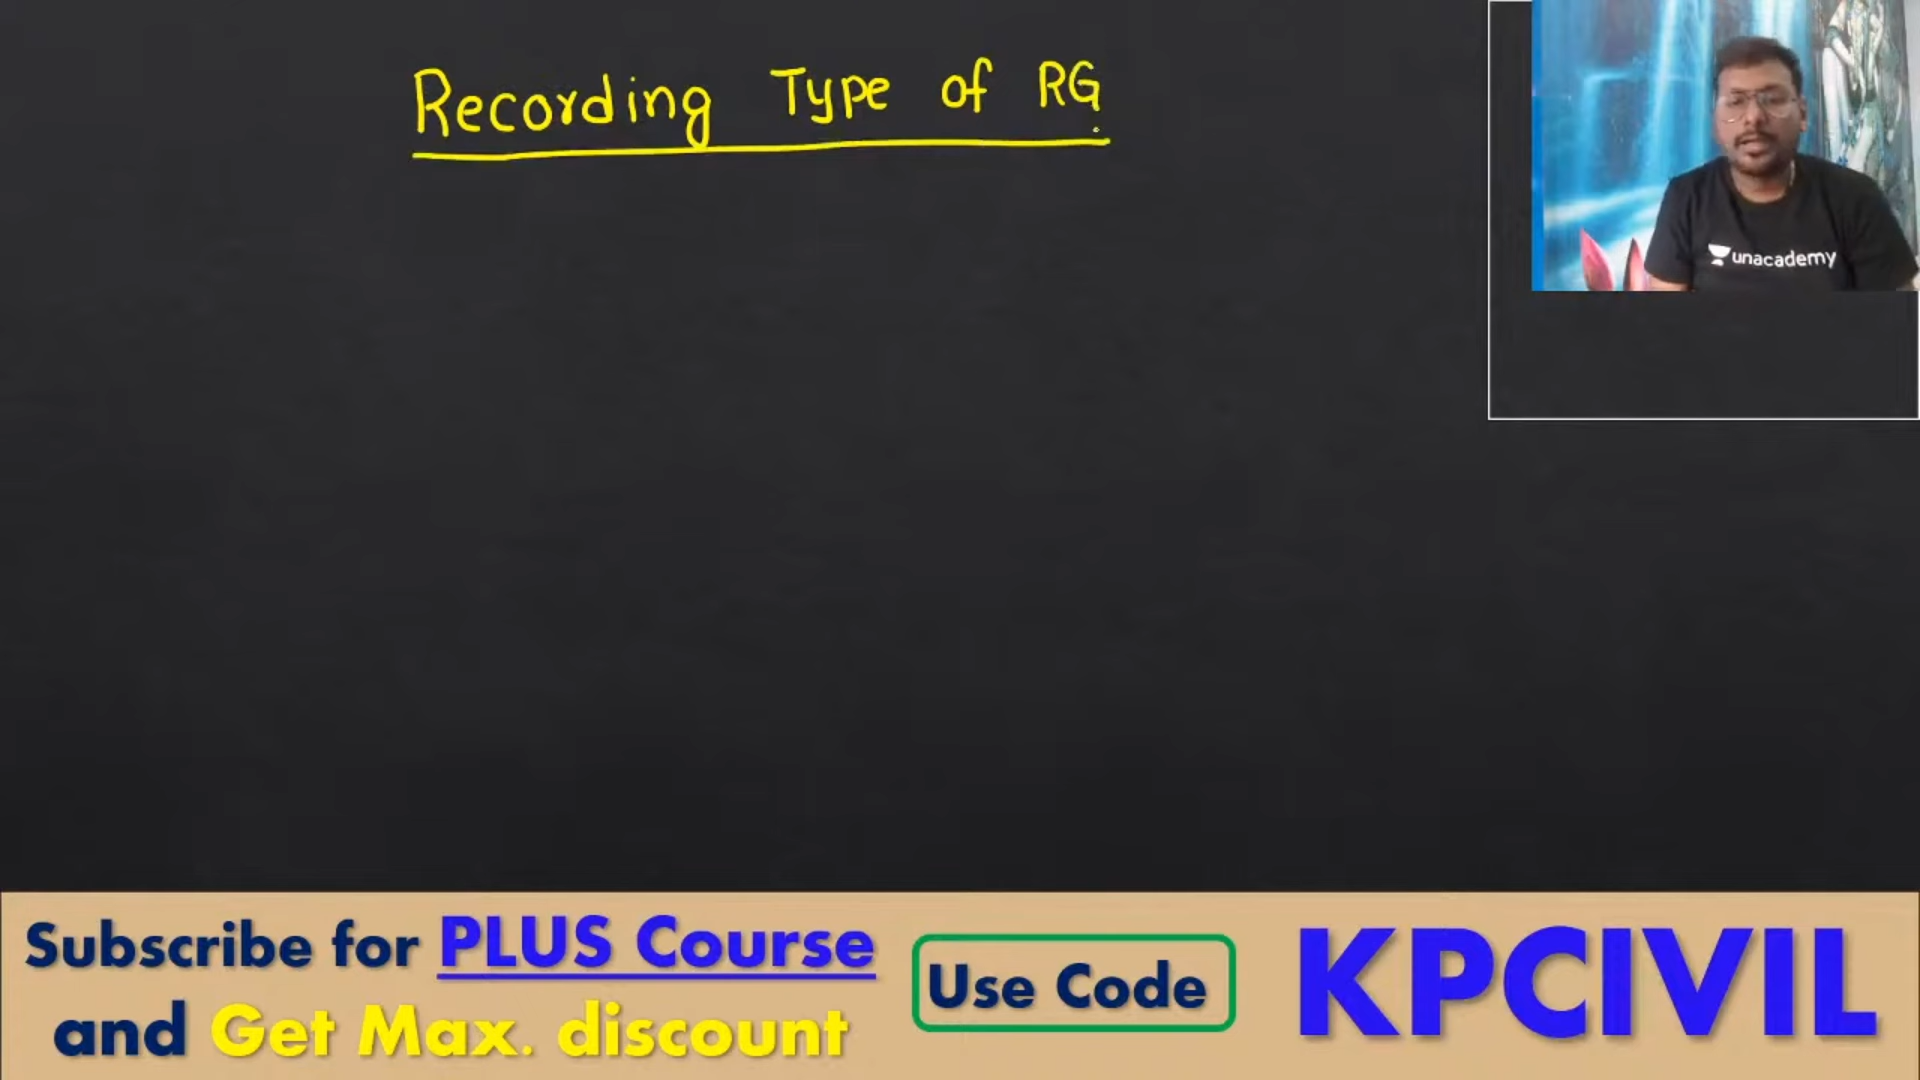 Recording Type of RG
unacademy
Subscribe for PLUS Course
and Get Max. discount
Use Code
KPCIVIL